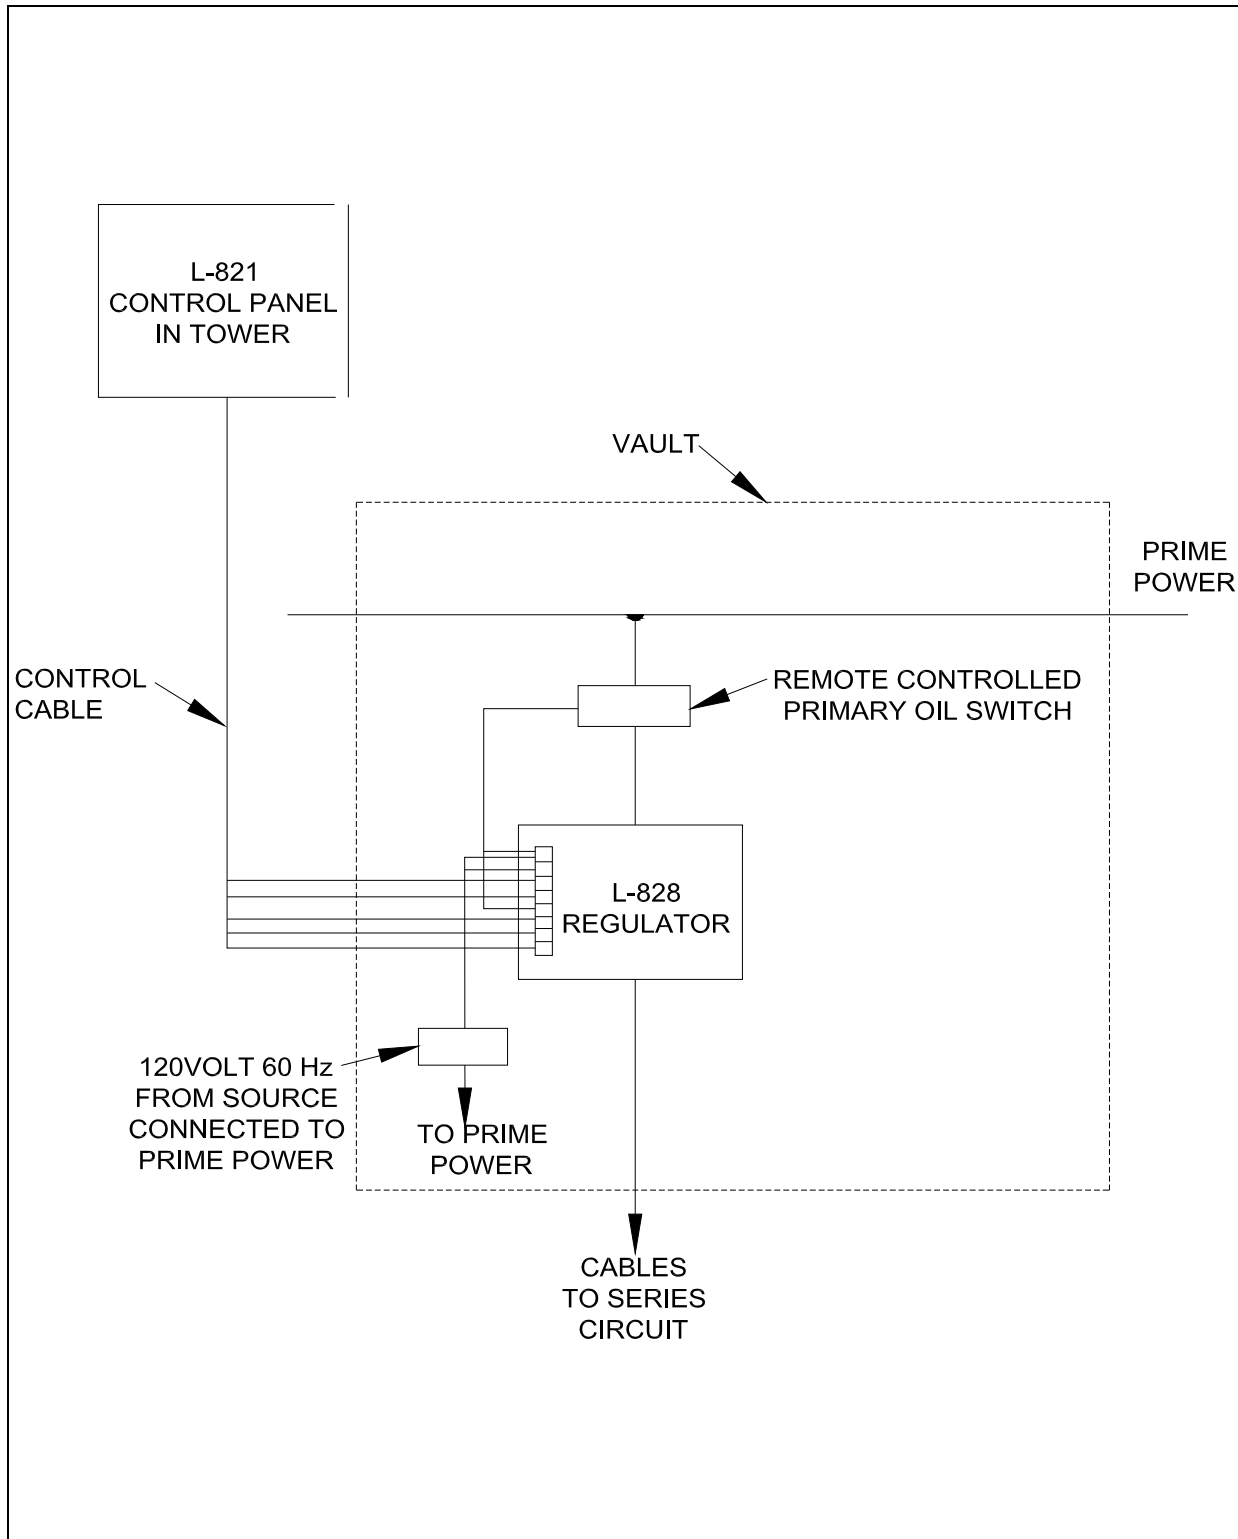 L-821
CONTROL PANEL
IN TOWER
VAULT
PRIME
POWER
CONTROL
CABLE
REMOTE CONTROLLED
PRIMARY OIL SWITCH
L-828
REGULATOR
120VOLT 60 Hz
FROM SOURCE
CONNECTED TO
PRIME POWER
TO PRIME
POWER
CABLES
TO SERIES
CIRCUIT